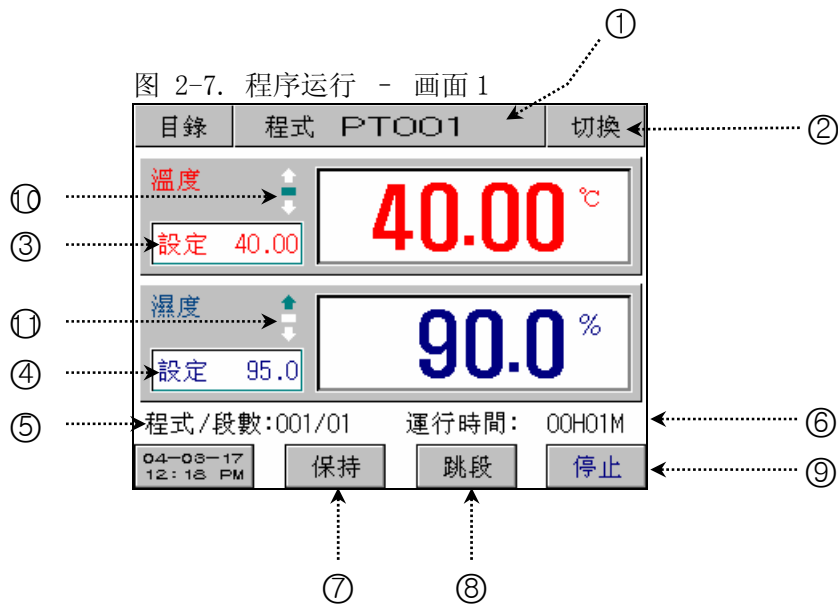 ①
图 2-7. 程序运行 - 画面1
目錄 程式 PT001 切換 ②
溫度 40.00 ℃
⑩
③ 設定 40.00
濕度 90.0 %
⑪
④ 設定 95.0
⑤ 程式/段數:001/01 運行時間: 00H01M ⑥
04-03-17
12:18 PM 保持 跳段 停止 ⑨
⑦ ⑧